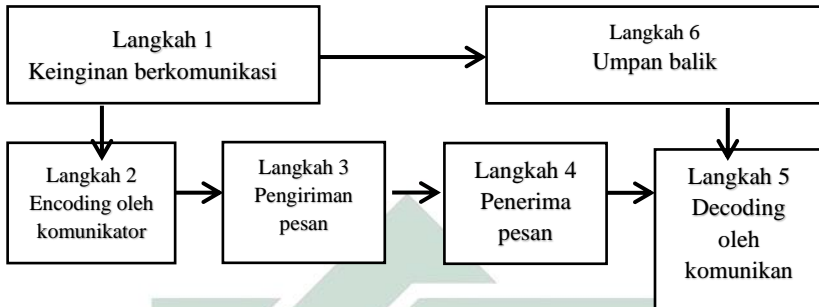 Langkah 1
Keinginan berkomunikasi
Langkah 6
Umpan balik
Langkah 2
Encoding oleh
komunikator
Langkah 3
Pengiriman
pesan
Langkah 4
Penerima
pesan
Langkah 5
Decoding
oleh
komunikan